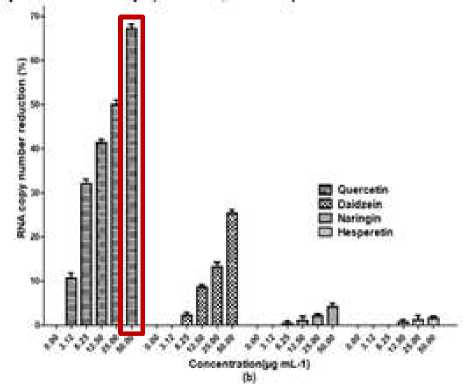 RNA copy number reduction (%)
70
60
50
40
30
20
10
0
Quercetin
Daidzein
Naringin
Hesperetin
0.00 3.12 6.25 12.50 25.00 50.00 0.00 3.12 6.25 12.50 25.00 50.00 0.00 3.12 6.25 12.50 25.00 50.00 0.00 3.12 6.25 12.50 25.00 50.00
Concentration(µg mL-1)
(b)